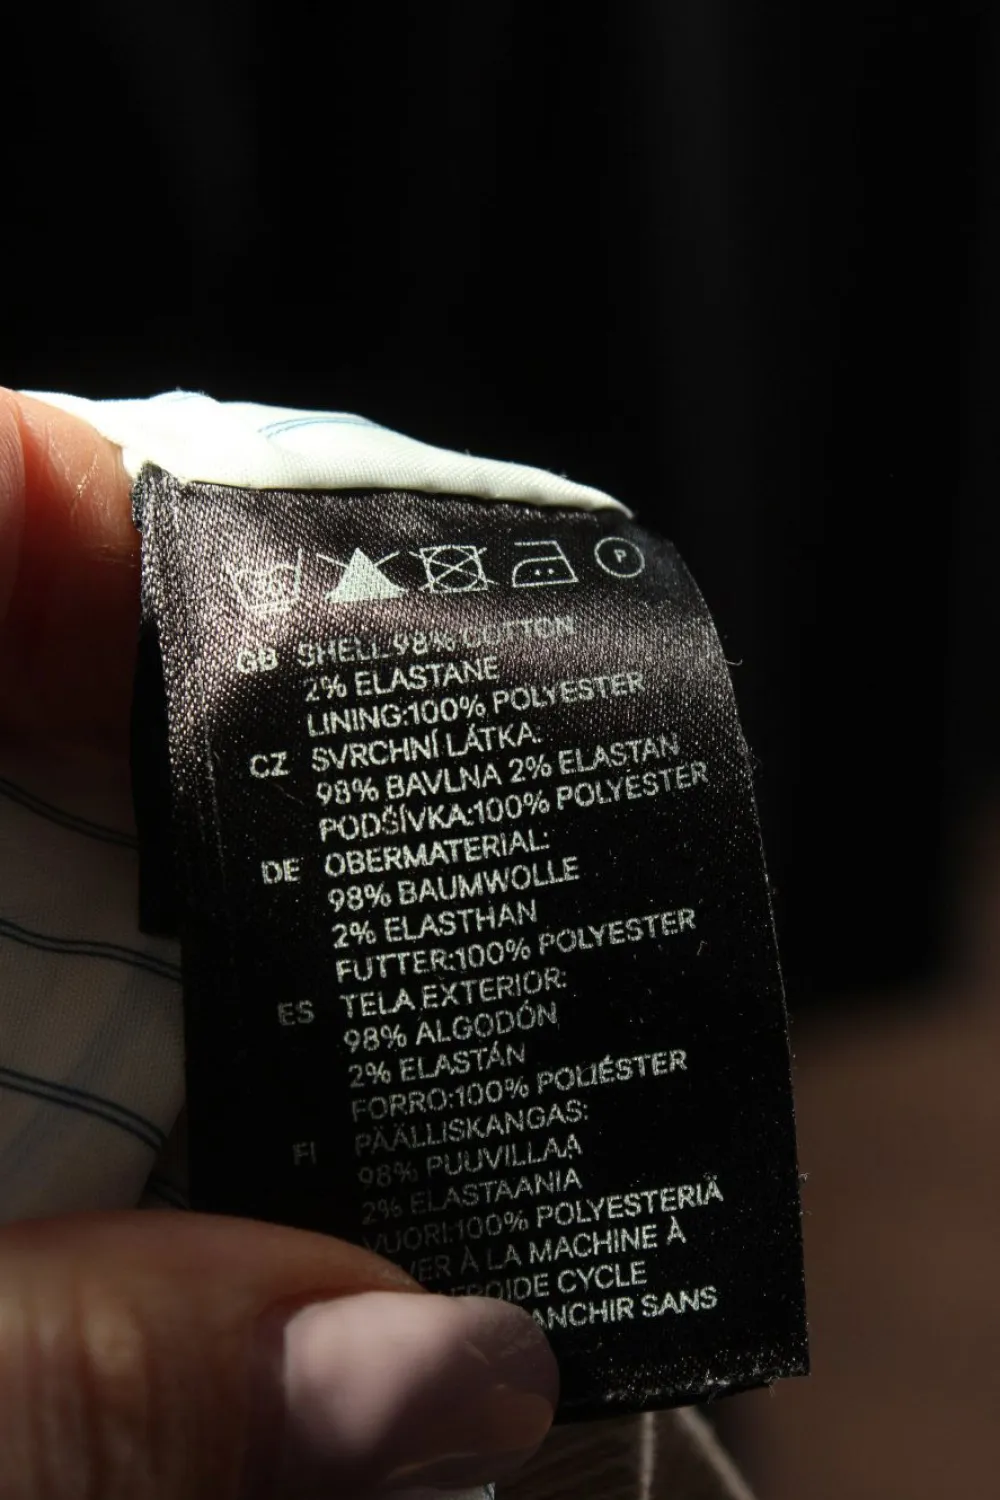 P
GB SHELL:98% COTTON
2% ELASTANE
LINING:100% POLYESTER
CZ SVRCHNÍ LÁTKA:
98% BAVLNA 2% ELASTAN
PODŠÍVKA:100% POLYESTER
DE OBERMATERIAL:
98% BAUMWOLLE
2% ELASTHAN
FUTTER:100% POLYESTER
ES TELA EXTERIOR:
98% ALGODÓN
2% ELASTÁN
FORRO:100% POLIÉSTER
FI PÄÄLLISKANGAS:
98% PUUVILLAA
2% ELASTAANIA
VUORI:100% POLYESTERIÄ
À LA MACHINE À
CYCLE
SANS